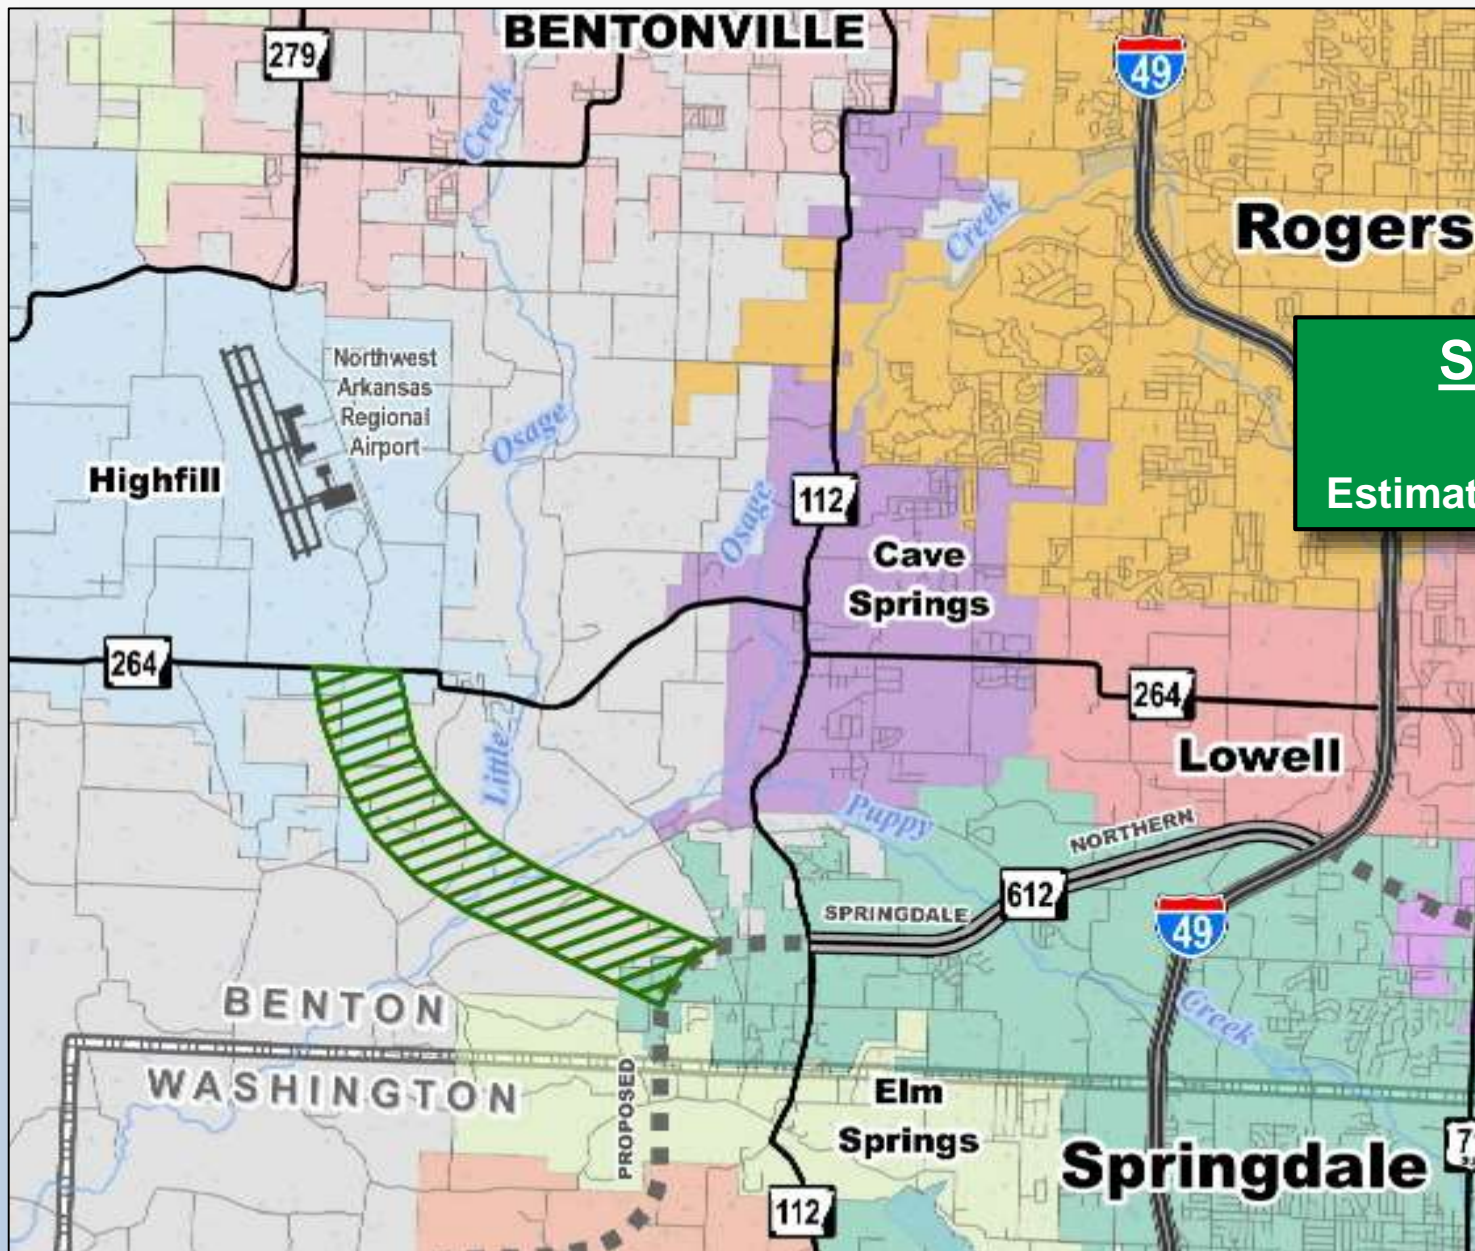 BENTONVILLE
279
49
Creek
Rogers
Creek
Northwest
Arkansas
Regional
Airport
S
Estimat
Highfill
Osage
Osage
112
Cave
Springs
264
264
Lowell
Little
Puppy
NORTHERN
612
SPRINGDALE
49
BENTON
Creek
WASHINGTON
PROPOSED
Elm
Springs
Springdale
7
112